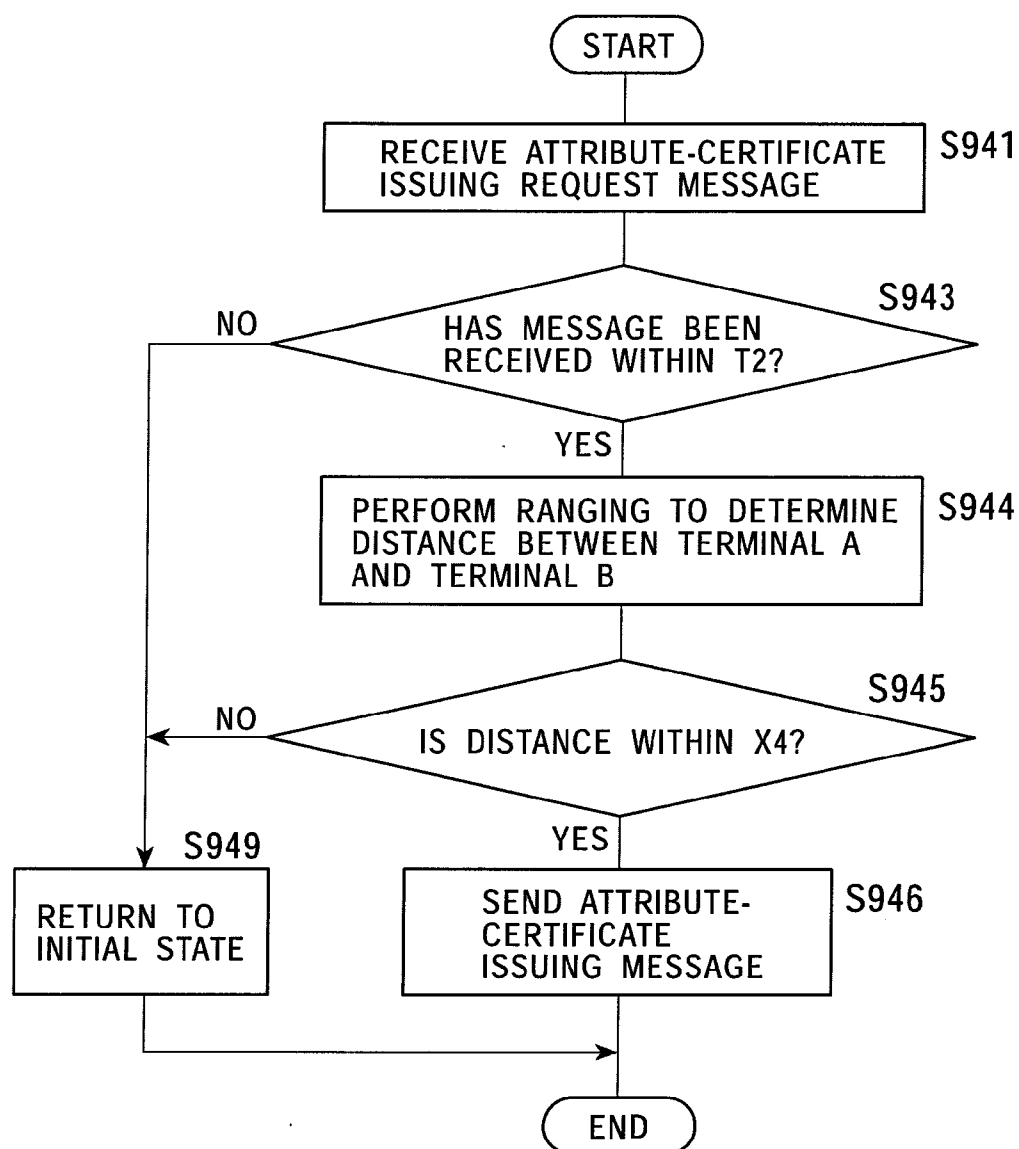 START
RECEIVE ATTRIBUTE-CERTIFICATE
ISSUING REQUEST MESSAGE
S941
S943
NO
HAS MESSAGE BEEN
RECEIVED WITHIN T2?
YES
PERFORM RANGING TO DETERMINE
DISTANCE BETWEEN TERMINAL A
AND TERMINAL B
S944
S945
NO
IS DISTANCE WITHIN X4?
YES
S949
RETURN TO
INITIAL STATE
SEND ATTRIBUTE-
CERTIFICATE
ISSUING MESSAGE
S946
END